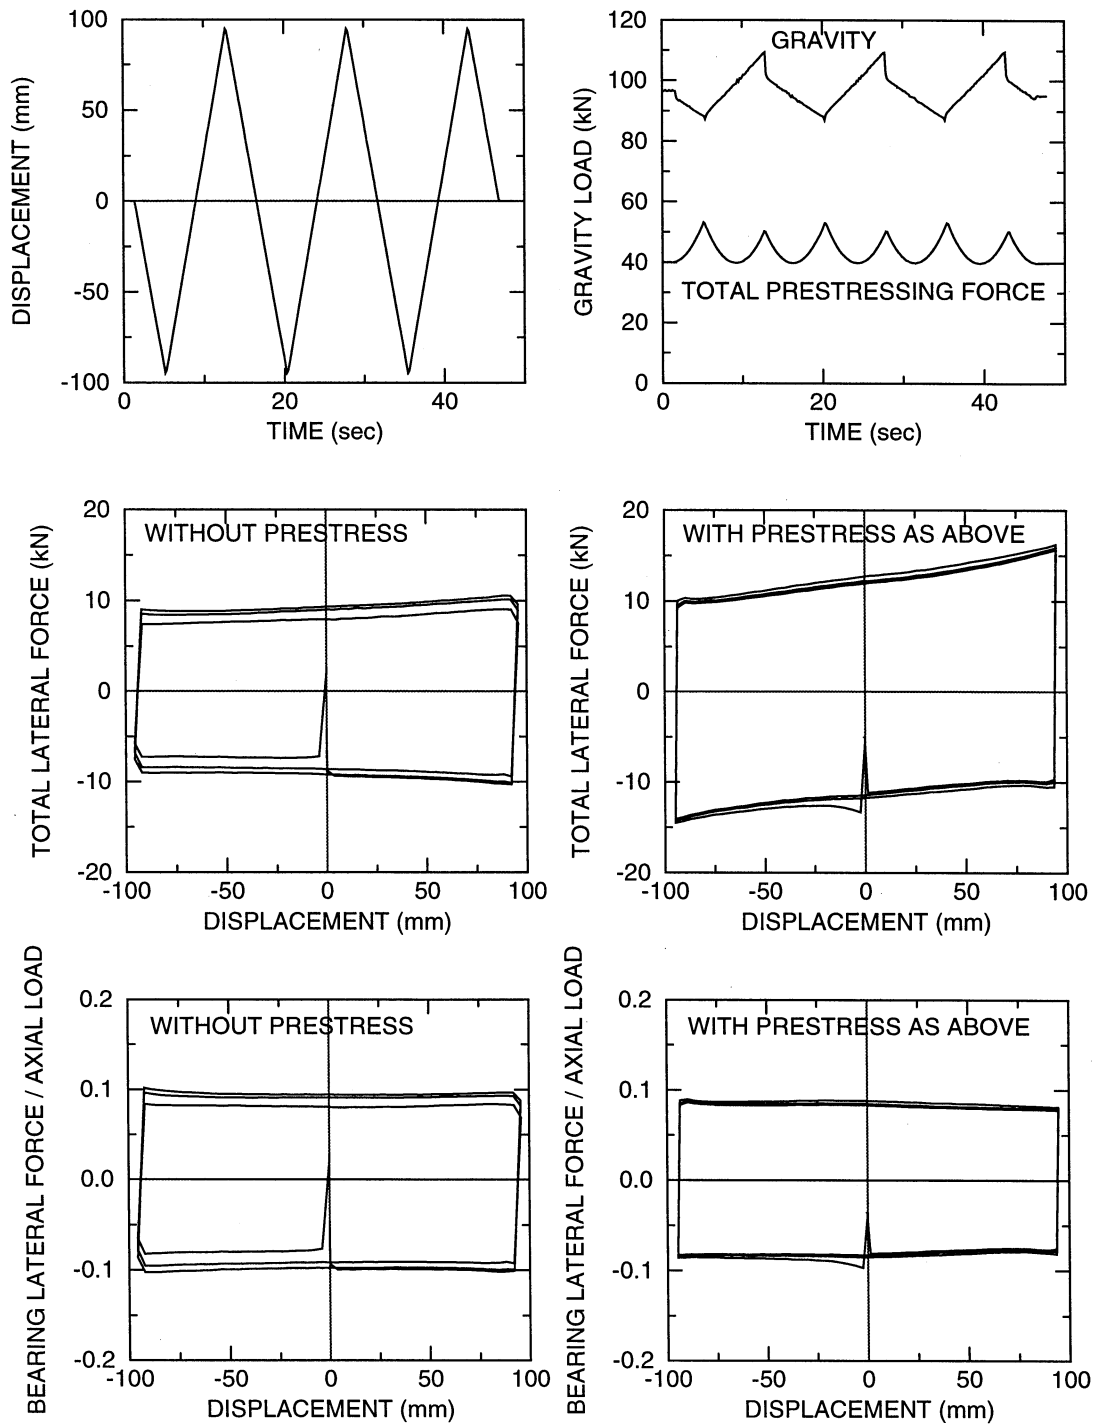 DISPLACEMENT (mm)
100
50
0
-50
-100
0 20 40
TIME (sec)
GRAVITY LOAD (kN)
120
100
80
60
40
20
0
GRAVITY
TOTAL PRESTRESSING FORCE
0 20 40
TIME (sec)
TOTAL LATERAL FORCE (kN)
20
10
0
-10
-20
WITHOUT PRESTRESS
-100 -50 0 50 100
DISPLACEMENT (mm)
TOTAL LATERAL FORCE (kN)
20
10
0
-10
-20
WITH PRESTRESS AS ABOVE
-100 -50 0 50 100
DISPLACEMENT (mm)
BEARING LATERAL FORCE / AXIAL LOAD
0.2
0.1
0.0
-0.1
-0.2
WITHOUT PRESTRESS
-100 -50 0 50 100
DISPLACEMENT (mm)
BEARING LATERAL FORCE / AXIAL LOAD
0.2
0.1
0.0
-0.1
-0.2
WITH PRESTRESS AS ABOVE
-100 -50 0 50 100
DISPLACEMENT (mm)